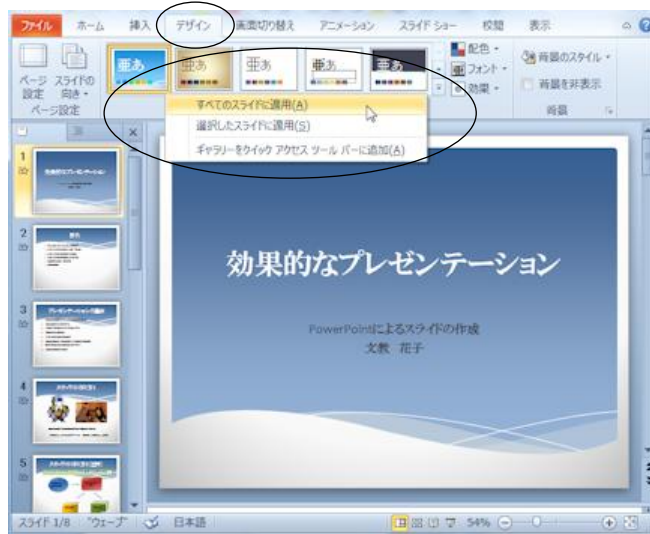 ファイル ホーム 挿入 デザイン 画面切り替え アニメーション スライド ショー 校閲 表示
ページ設定 スライドの向き 亜あ 亜あ 亜あ 亜あ 亜あ 配色 フォント 効果 背景のスタイル 背景を非表示
ページ設定 背景
すべてのスライドに適用(A)
選択したスライドに適用(S)
ギャラリーをクイック アクセス ツール バーに追加(A)
1
2
3
4
5
効果的なプレゼンテーション
PowerPointによるスライドの作成
文教 花子
スライド 1/8 "ウェーブ" 日本語 54%